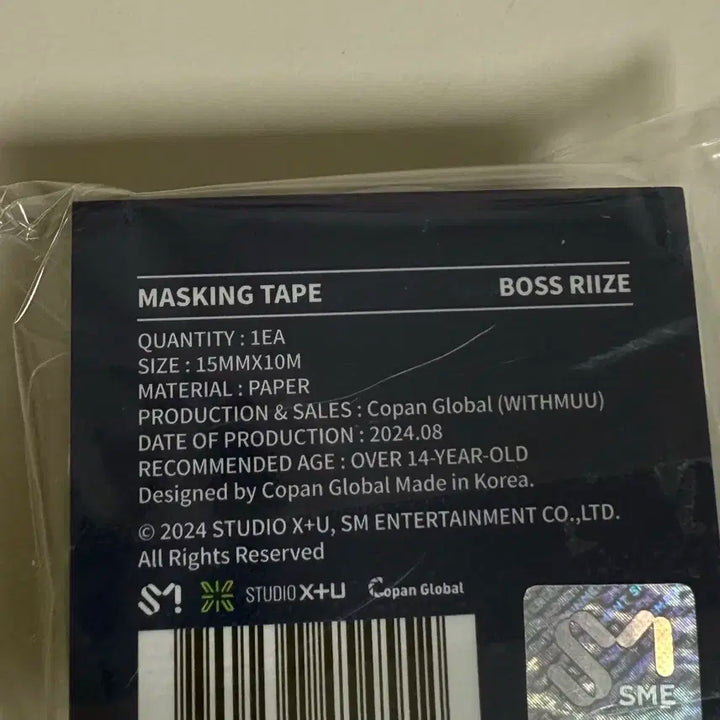 MASKING TAPE BOSS RIIZE
QUANTITY : 1EA
SIZE : 15MMX10M
MATERIAL : PAPER
PRODUCTION & SALES : Copan Global (WITHMUU)
DATE OF PRODUCTION : 2024.08
RECOMMENDED AGE : OVER 14-YEAR-OLD
Designed by Copan Global Made in Korea.
© 2024 STUDIO X+U, SM ENTERTAINMENT CO.,LTD.
All Rights Reserved
SM STUDIO X+U Copan Global
SM
SME